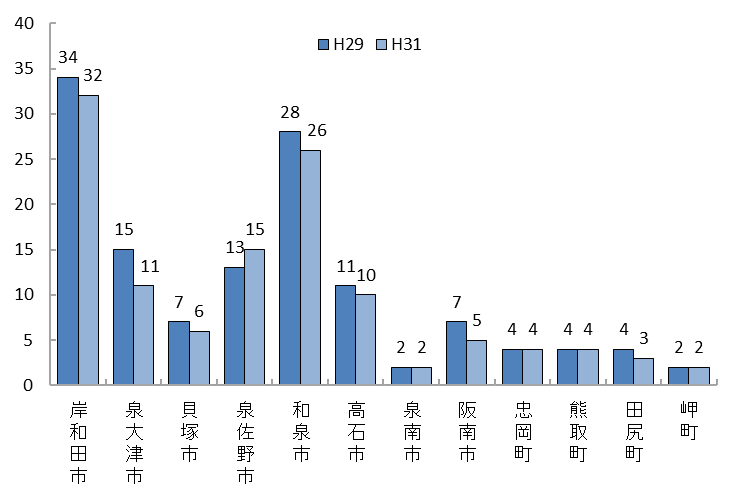 40
35
30
25
20
15
10
5
0
H29 H31
34 32
15 11
7 6
13 15
28 26
11 10
2 2
7 5
4 4
4 4
4 3
2 2
岸和田市
泉大津市
貝塚市
泉佐野市
和泉市
高石市
泉南市
阪南市
忠岡町
熊取町
田尻町
岬町